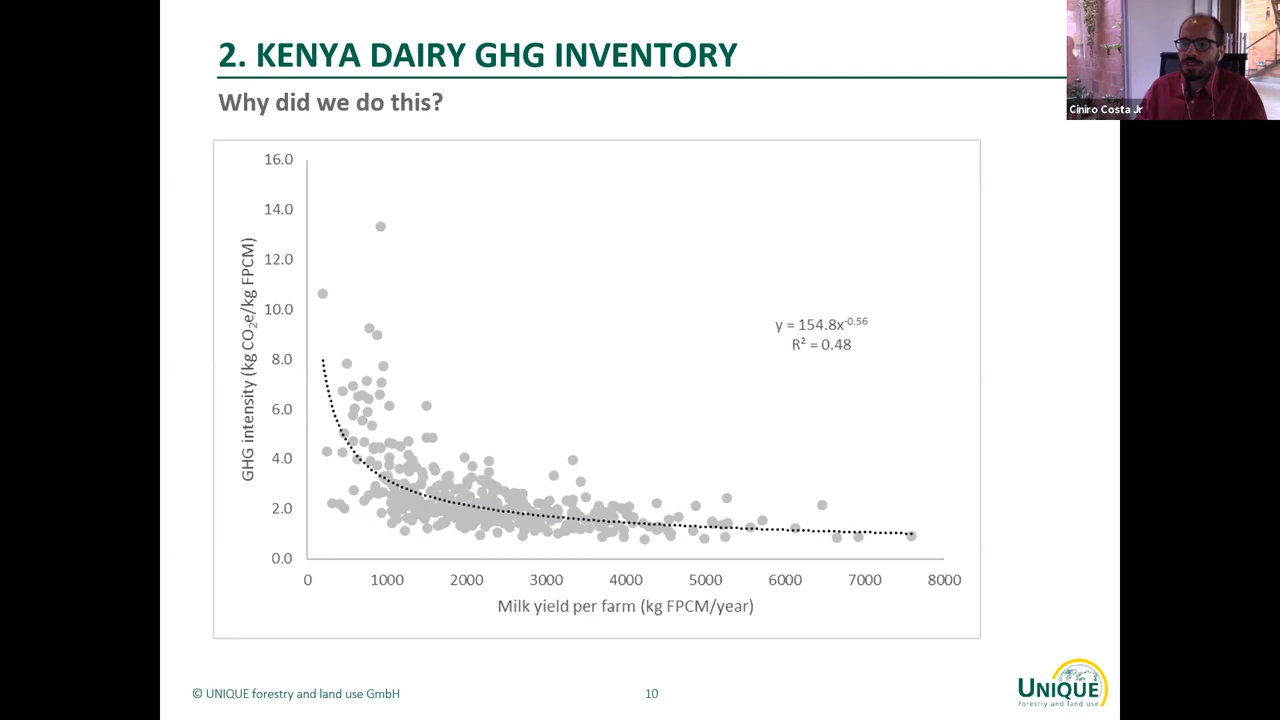 2. KENYA DAIRY GHG INVENTORY
Why did we do this?
Ciniro Costa Jr
16.0
14.0
12.0
10.0
8.0
6.0
4.0
2.0
0.0
GHG intensity (kg CO₂e/kg FPCM)
y = 154.8x⁻⁰·⁵⁶
R² = 0.48
0 1000 2000 3000 4000 5000 6000 7000 8000
Milk yield per farm (kg FPCM/year)
© UNIQUE forestry and land use GmbH
10
UNIQUE
forestry and land use